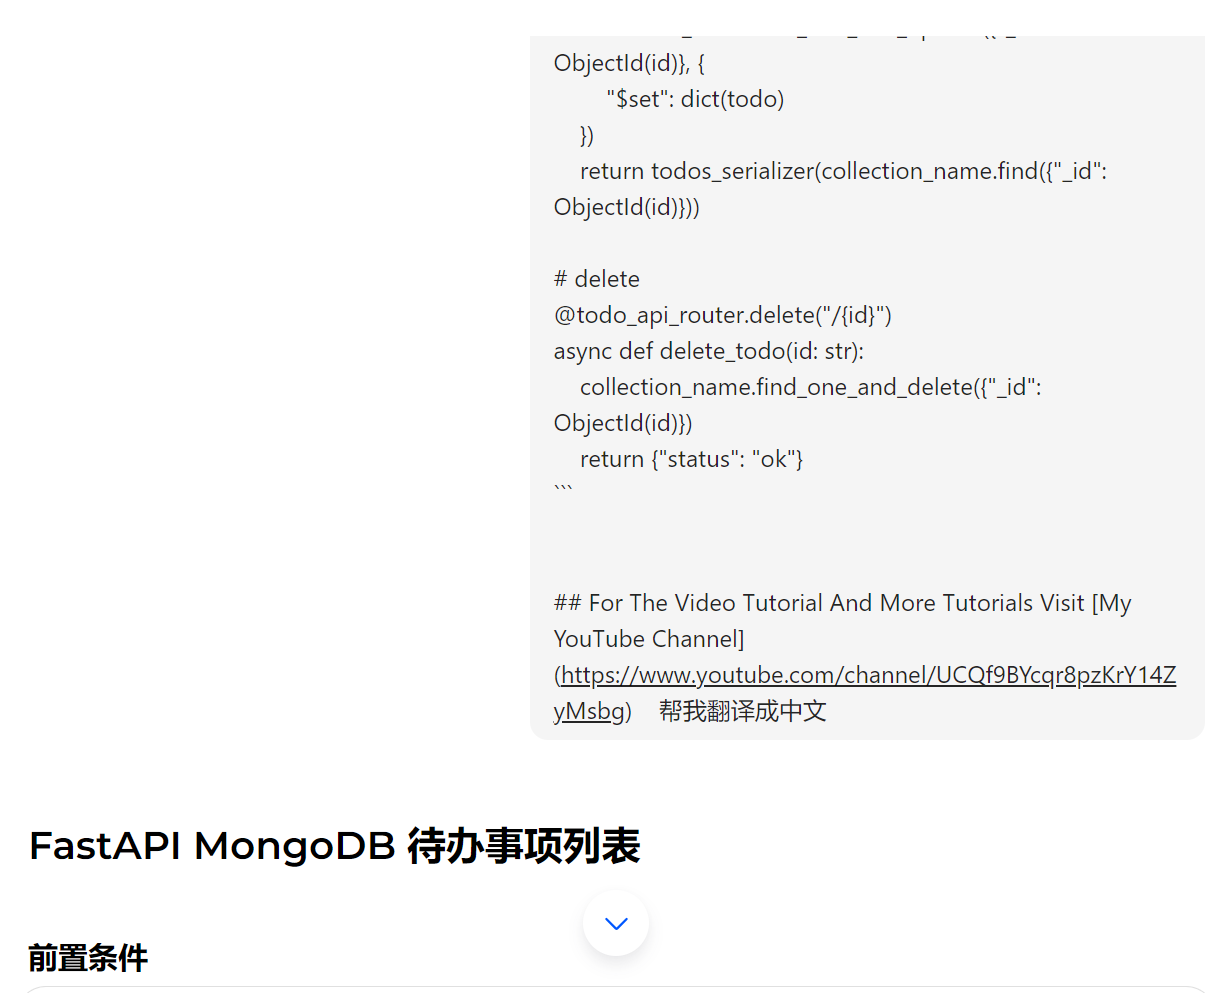 ObjectId(id)}, {
"$set": dict(todo)
})
return todos_serializer(collection_name.find({"_id":
ObjectId(id)}))
# delete
@todo_api_router.delete("/{id}")
async def delete_todo(id: str):
collection_name.find_one_and_delete({"_id":
ObjectId(id)})
return {"status": "ok"}
```
## For The Video Tutorial And More Tutorials Visit [My
YouTube Channel]
(https://www.youtube.com/channel/UCQf9BYcqr8pzKrY14Z
yMsbg) 帮我翻译成中文
FastAPI MongoDB 待办事项列表
前置条件